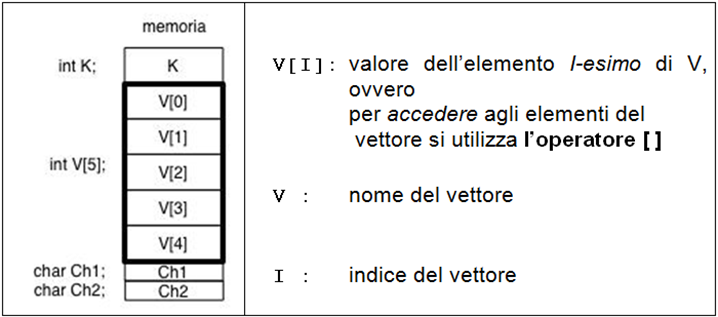 memoria
int K;
K
V[0]
V[1]
int V[5];
V[2]
V[3]
V[4]
char Ch1;
Ch1
char Ch2;
Ch2
V[I]: valore dell'elemento I-esimo di V,
ovvero
per accedere agli elementi del
vettore si utilizza l'operatore []
V : nome del vettore
I : indice del vettore